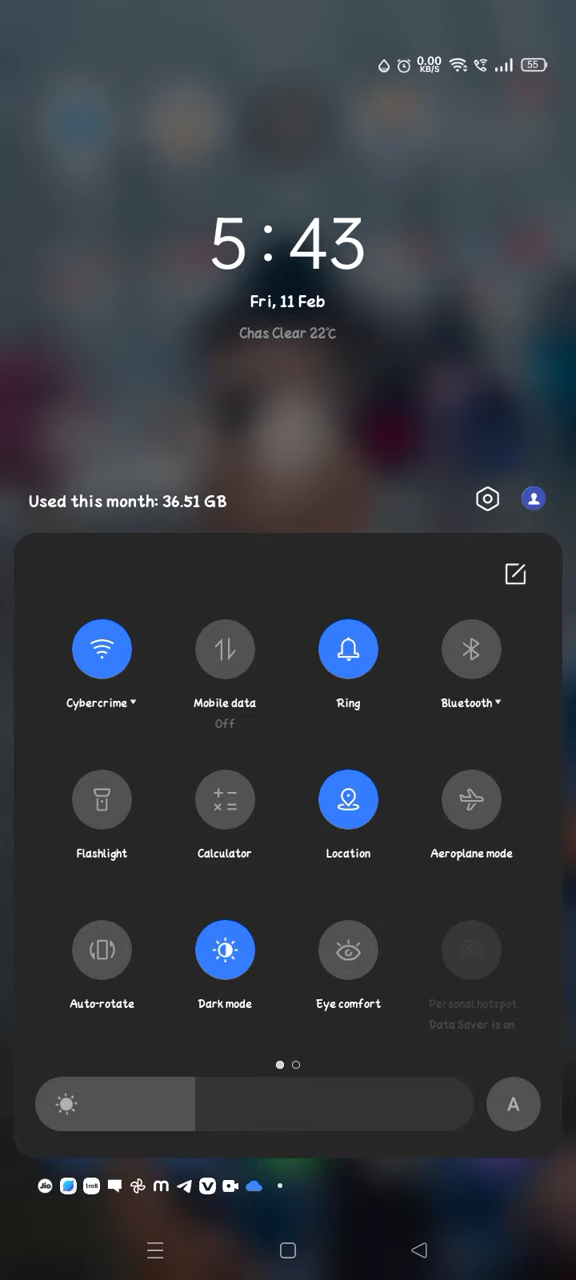 0.00
KB/S
55
5:43
Fri, 11 Feb
Chas Clear 22°C
Used this month: 36.51 GB
Cybercrime
Mobile data
Off
Ring
Bluetooth
Flashlight
Calculator
Location
Aeroplane mode
Auto-rotate
Dark mode
Eye comfort
Personal hotspot
Data Saver is on
A
Jio
trell
m
V